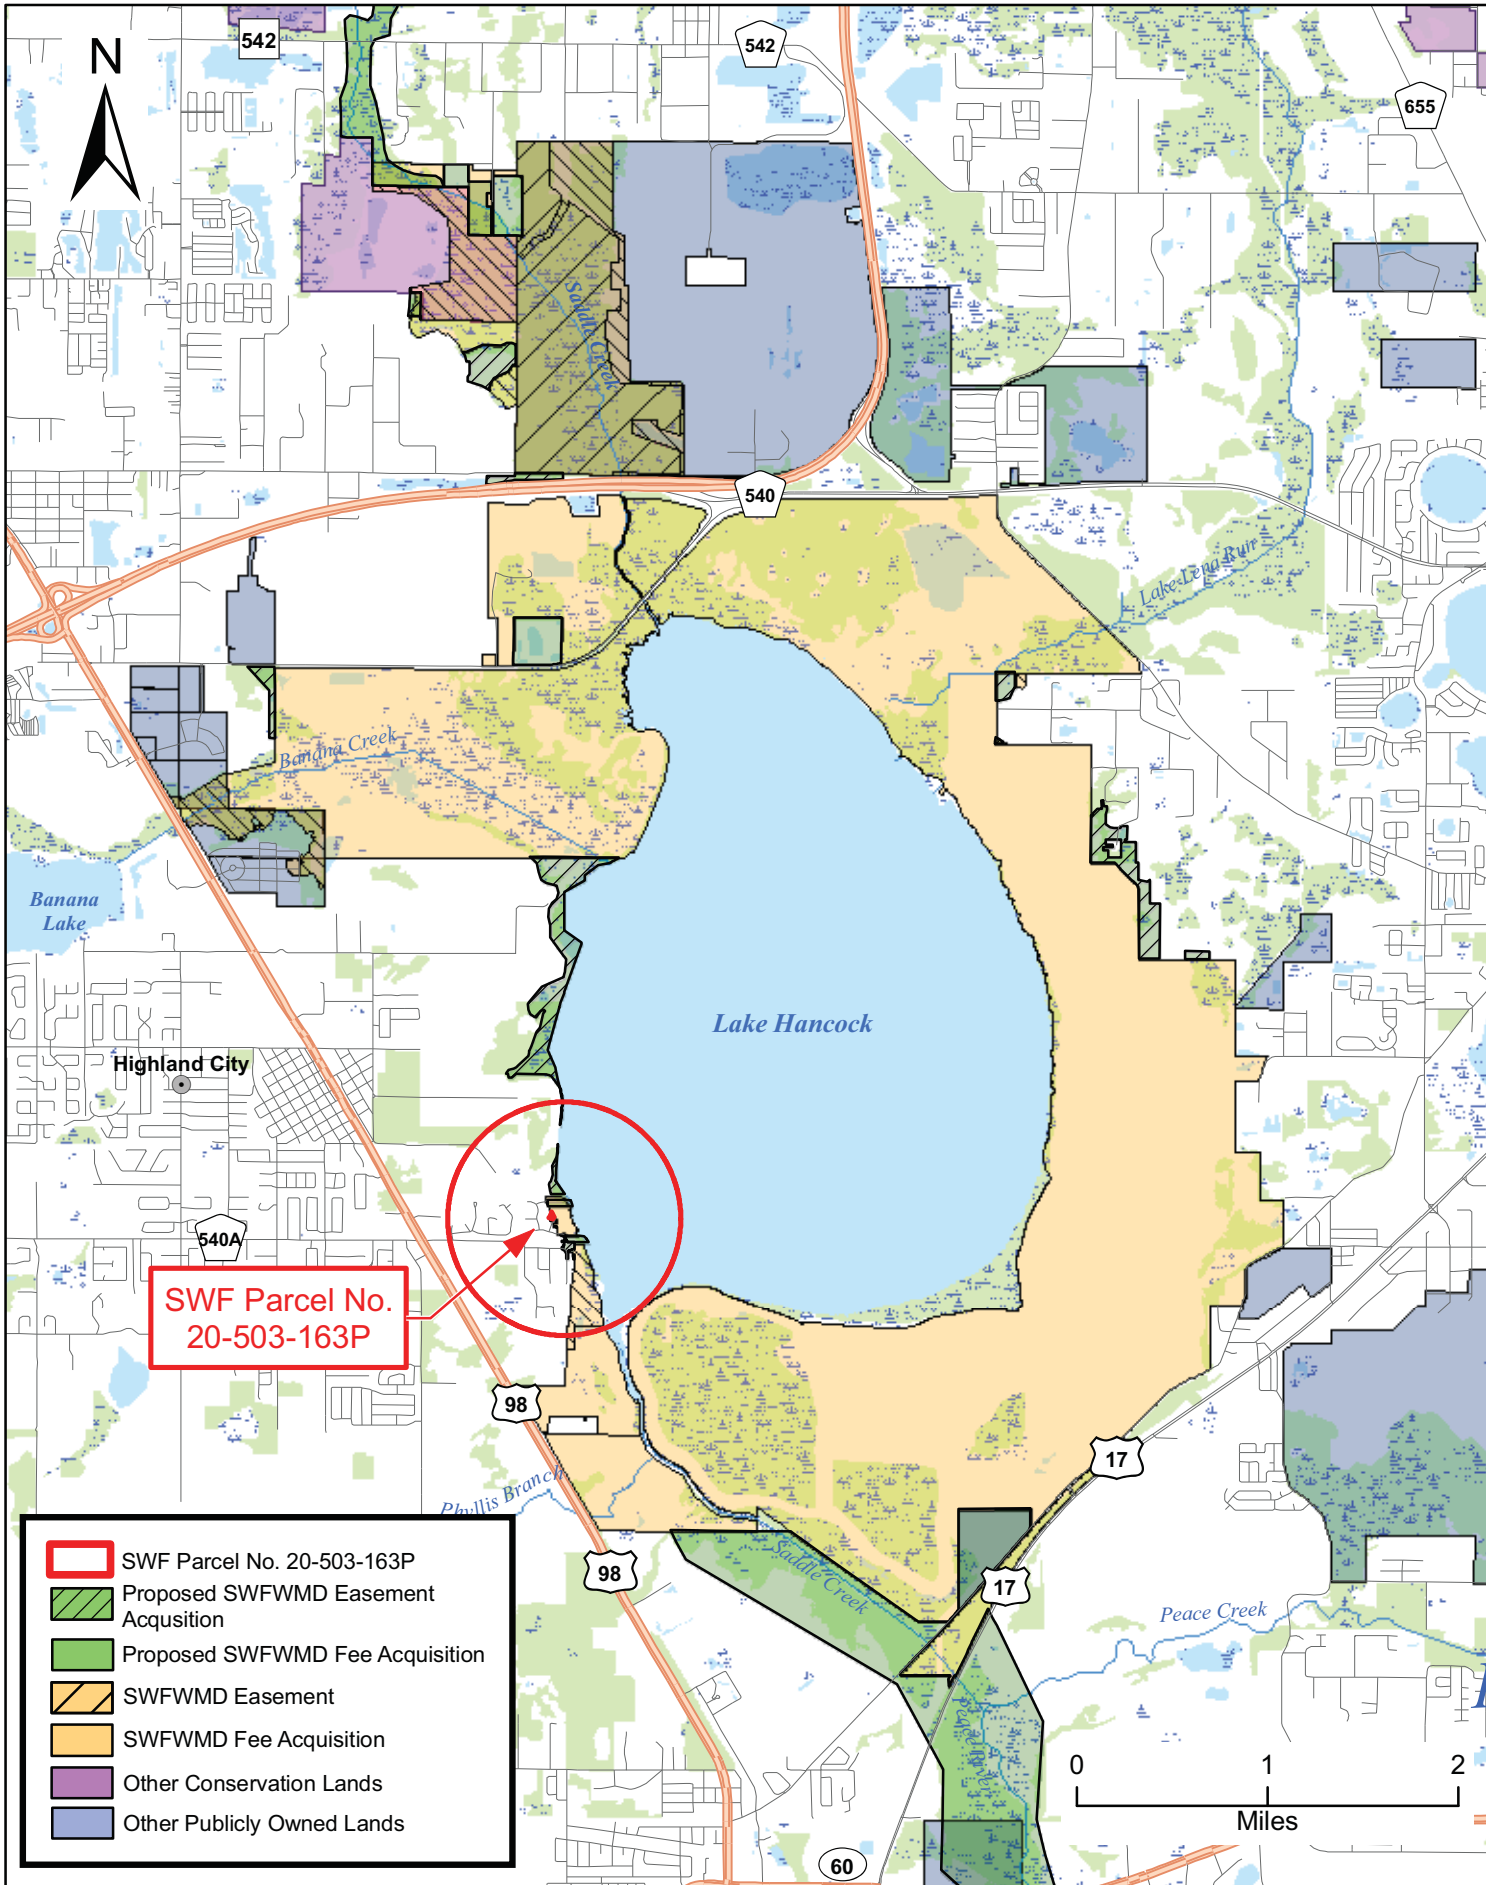 N
542
542
655
Saddle Creek
540
Lake Lena Run
Banana Creek
Banana
Lake
Lake Hancock
Highland City
540A
SWF Parcel No.
20-503-163P
98
17
Phyllis Branch
98
Saddle Creek
17
Peace Creek
Peace River
SWF Parcel No. 20-503-163P
Proposed SWFWMD Easement
Acqusition
Proposed SWFWMD Fee Acquisition
SWFWMD Easement
SWFWMD Fee Acquisition
Other Conservation Lands
Other Publicly Owned Lands
0 1 2
Miles
60